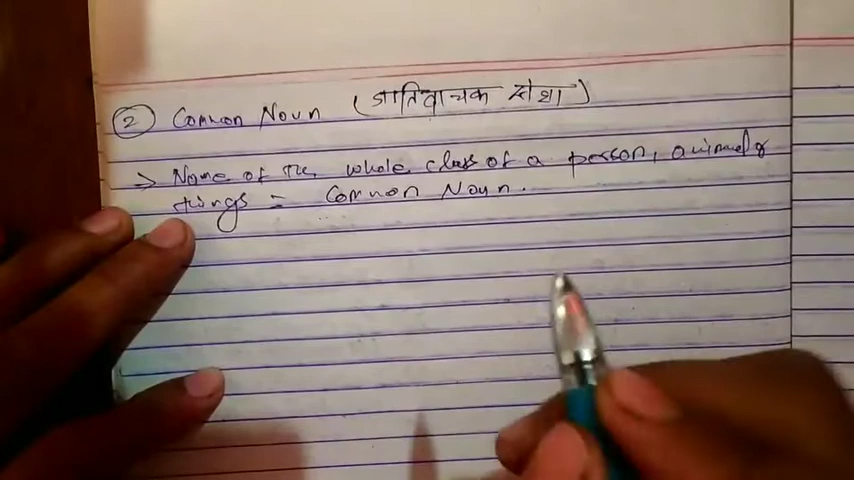 2 Common Noun (जातिवाचक संज्ञा)
→ Name of the whole class of a person, animal &
things = Common Noun.